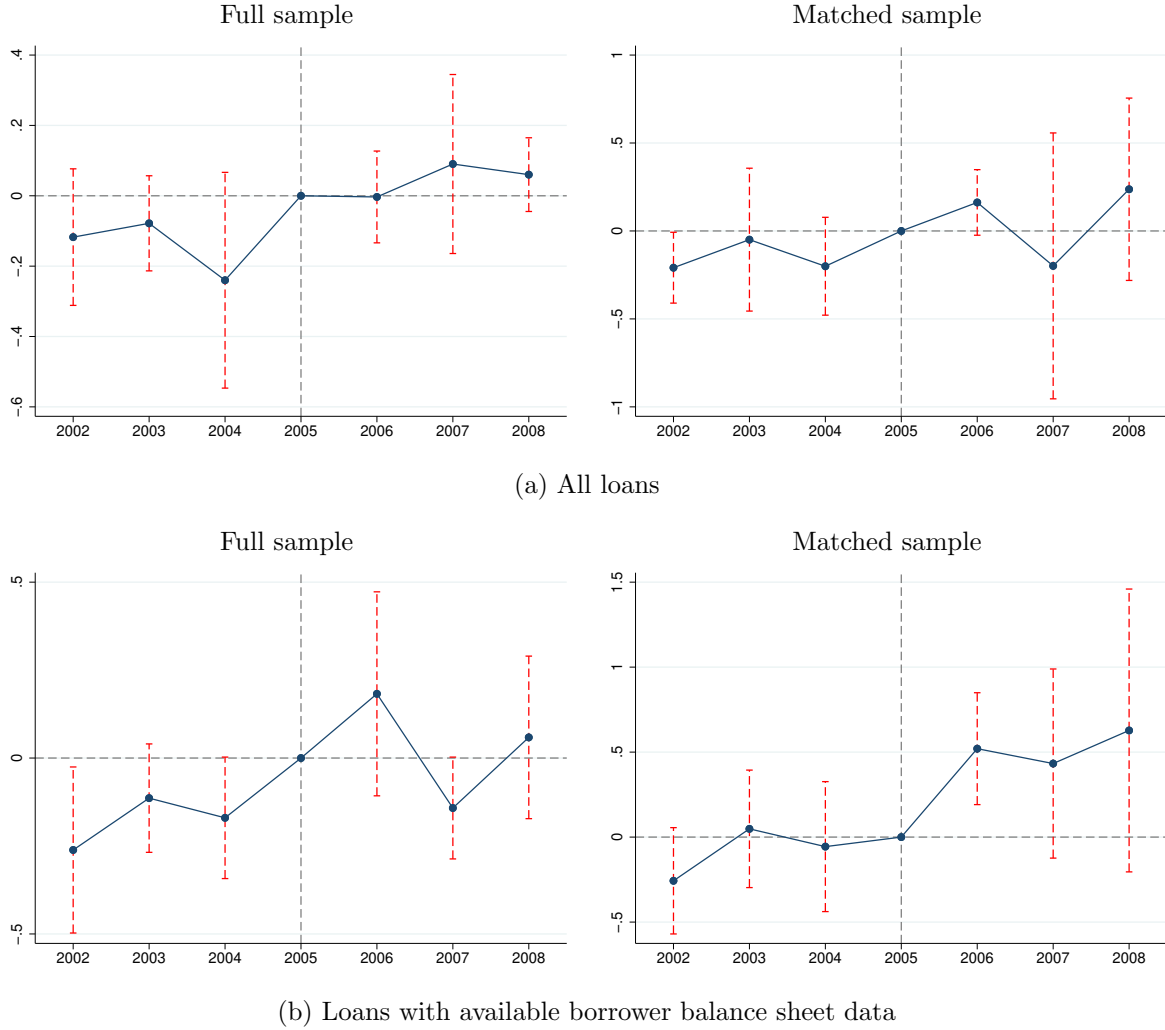 Full sample
Matched sample
.4
.2
0
-.2
-.4
-.6
2002 2003 2004 2005 2006 2007 2008
1
.5
0
-.5
-1
2002 2003 2004 2005 2006 2007 2008
(a) All loans
Full sample
Matched sample
.5
0
-.5
2002 2003 2004 2005 2006 2007 2008
1.5
1
.5
0
-.5
2002 2003 2004 2005 2006 2007 2008
(b) Loans with available borrower balance sheet data